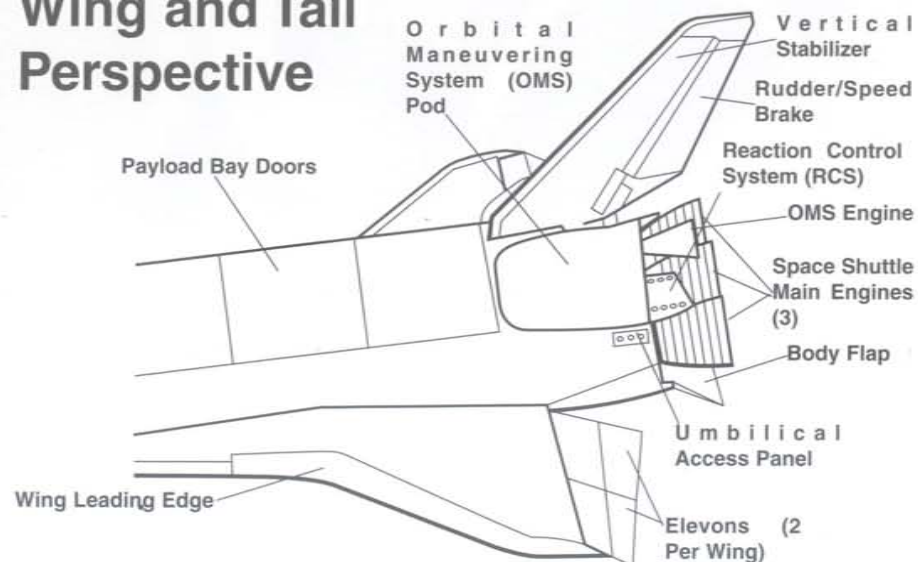 Wing and Tail
Perspective
Orbital
Maneuvering
System (OMS)
Pod
Vertical
Stabilizer
Rudder/Speed
Brake
Payload Bay Doors
Reaction Control
System (RCS)
OMS Engine
Space Shuttle
Main Engines
(3)
Body Flap
Umbilical
Access Panel
Wing Leading Edge
Elevons (2
Per Wing)